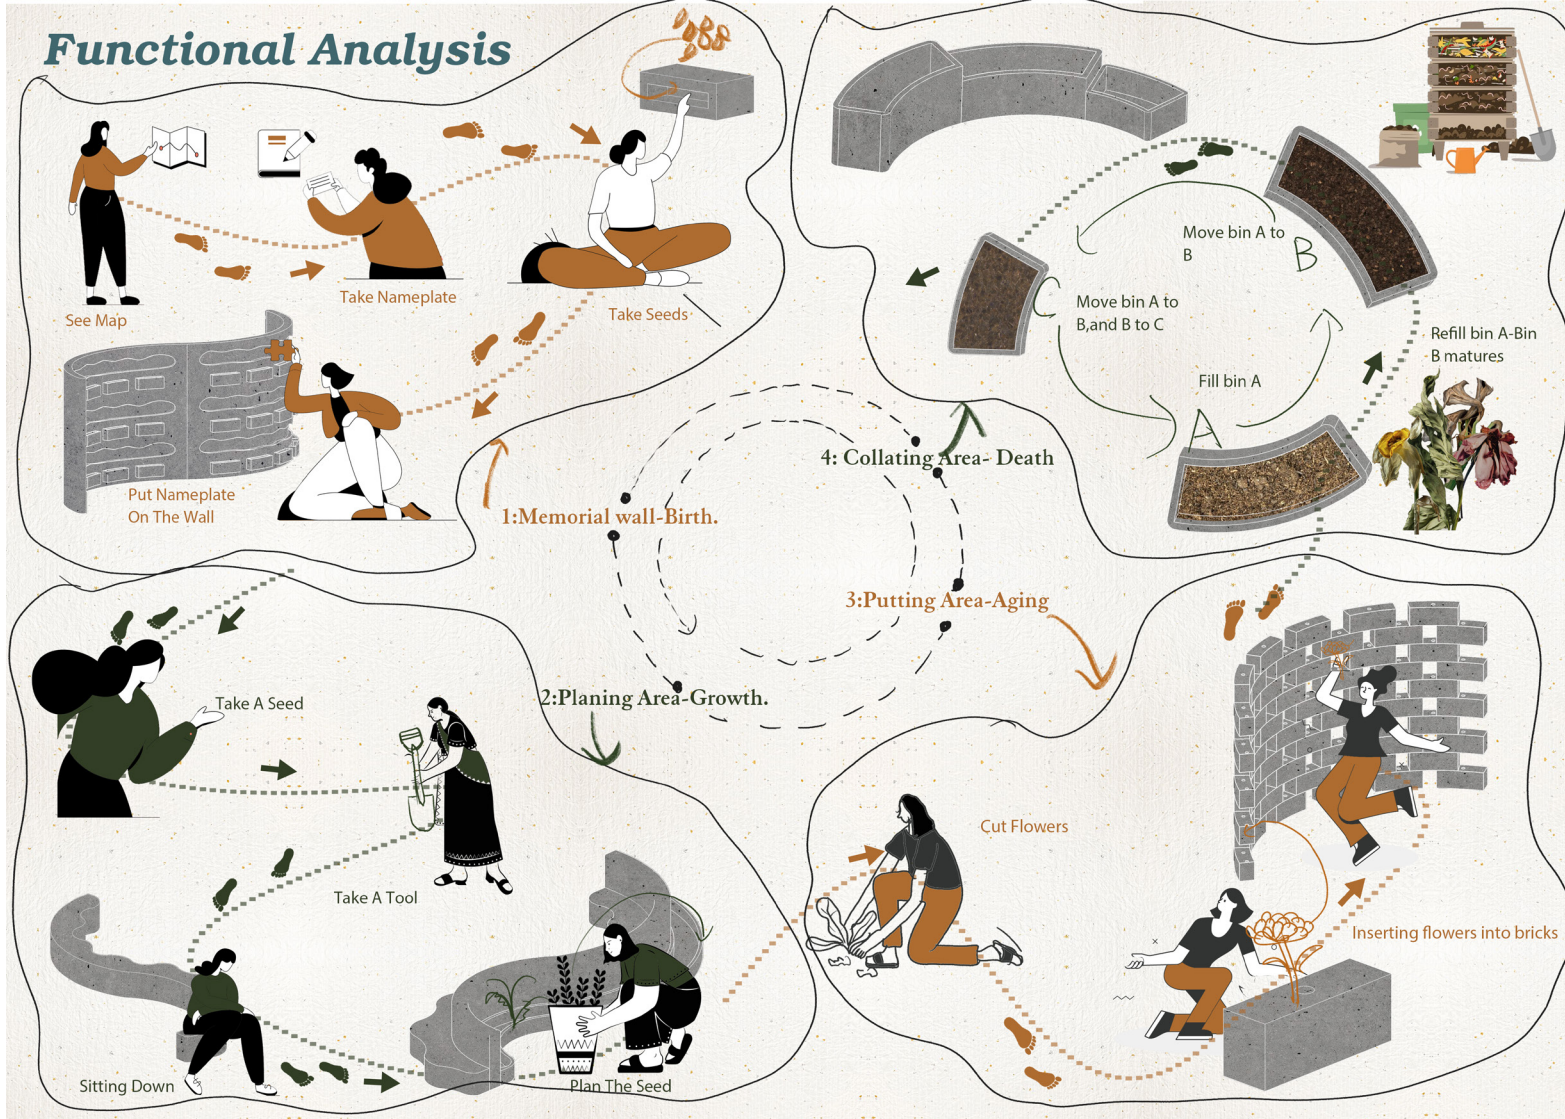 Functional Analysis
See Map
Take Nameplate
Take Seeds
Put Nameplate
On The Wall
1:Memorial wall-Birth.
4: Collating Area- Death
3:Putting Area-Aging
2:Planing Area-Growth.
Move bin A to
B
B
Move bin A to
B,and B to C
C
Refill bin A-Bin
B matures
Fill bin A
A
Take A Seed
Take A Tool
Sitting Down
Plan The Seed
Cut Flowers
Inserting flowers into bricks